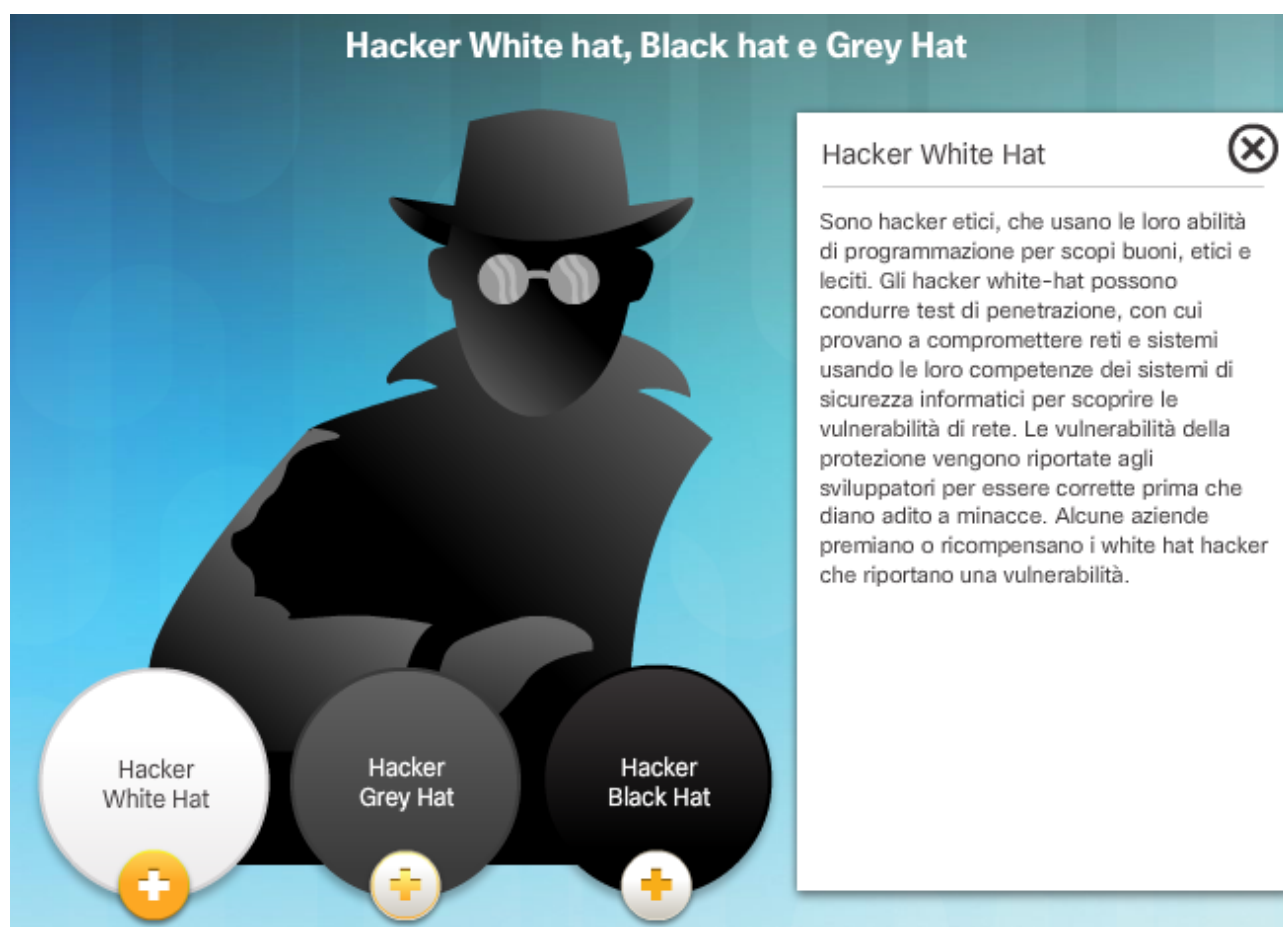 Hacker White hat, Black hat e Grey Hat
Hacker White Hat
Sono hacker etici, che usano le loro abilità
di programmazione per scopi buoni, etici e
leciti. Gli hacker white-hat possono
condurre test di penetrazione, con cui
provano a compromettere reti e sistemi
usando le loro competenze dei sistemi di
sicurezza informatici per scoprire le
vulnerabilità di rete. Le vulnerabilità della
protezione vengono riportate agli
sviluppatori per essere corrette prima che
diano adito a minacce. Alcune aziende
premiano o ricompensano i white hat hacker
che riportano una vulnerabilità.
Hacker
White Hat
Hacker
Grey Hat
Hacker
Black Hat